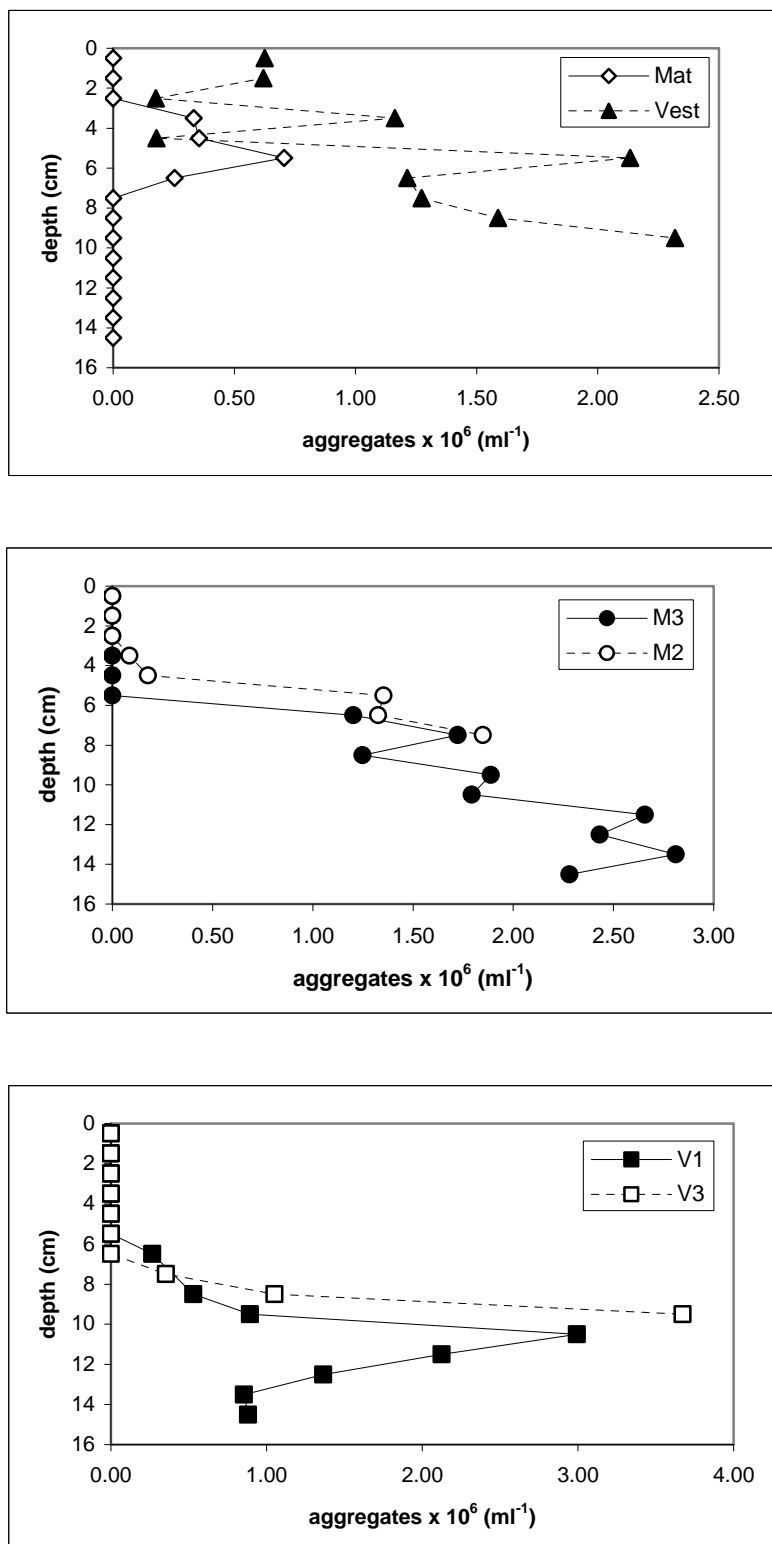 0
2
4
6
8
10
12
14
16
depth (cm)
Mat
Vest
0.00 0.50 1.00 1.50 2.00 2.50
aggregates x 10⁶ (ml⁻¹)
0
2
4
6
8
10
12
14
16
depth (cm)
M3
M2
0.00 0.50 1.00 1.50 2.00 2.50 3.00
aggregates x 10⁶ (ml⁻¹)
0
2
4
6
8
10
12
14
16
depth (cm)
V1
V3
0.00 1.00 2.00 3.00 4.00
aggregates x 10⁶ (ml⁻¹)